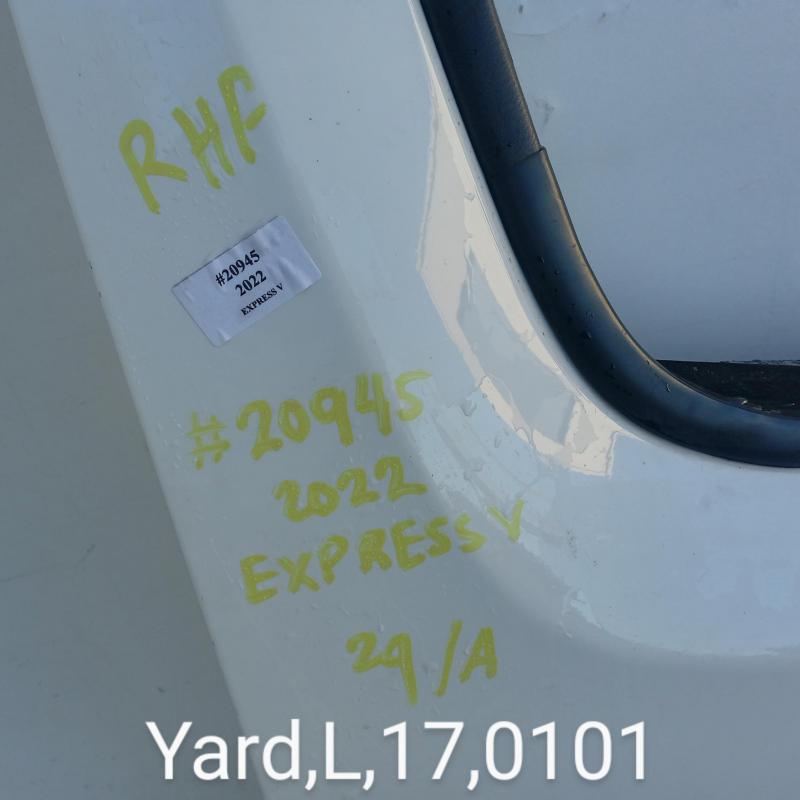 RHF
#20945
2022
EXPRESS V
#20945
2022
EXPRESS V
29/A
Yard,L,17,0101